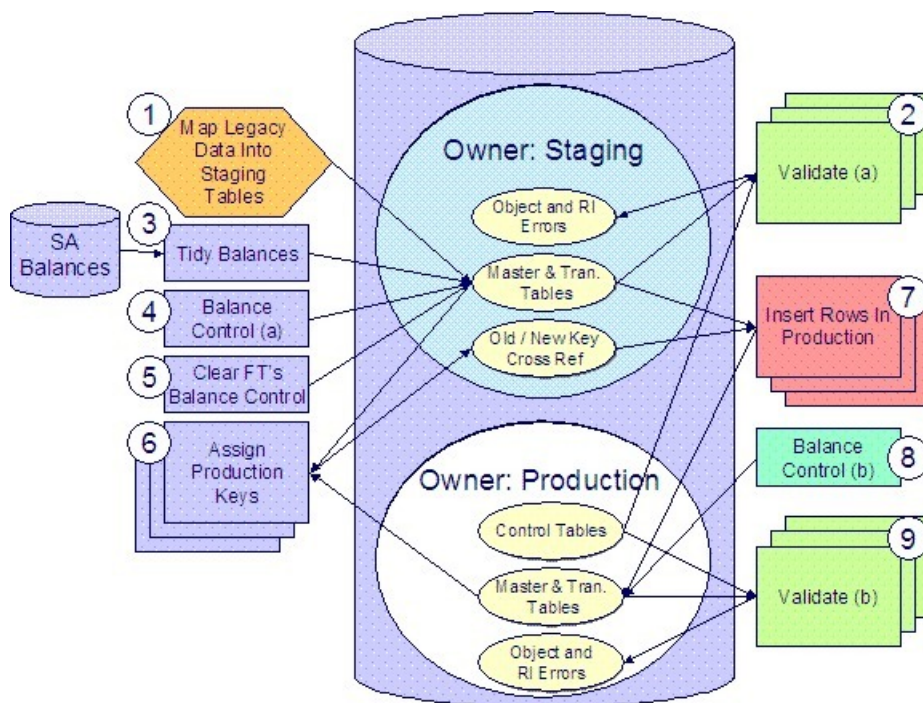 1
Map Legacy
Data Into
Staging
Tables
SA
Balances
3
Tidy Balances
4
Balance
Control (a)
5
Clear FT's
Balance Control
6
Assign
Production
Keys
Owner: Staging
Object and RI
Errors
Master & Tran.
Tables
Old / New Key
Cross Ref
Owner: Production
Control Tables
Master & Tran.
Tables
Object and
RI Errors
2
Validate (a)
7
Insert Rows In
Production
Balance
Control (b)
8
9
Validate (b)